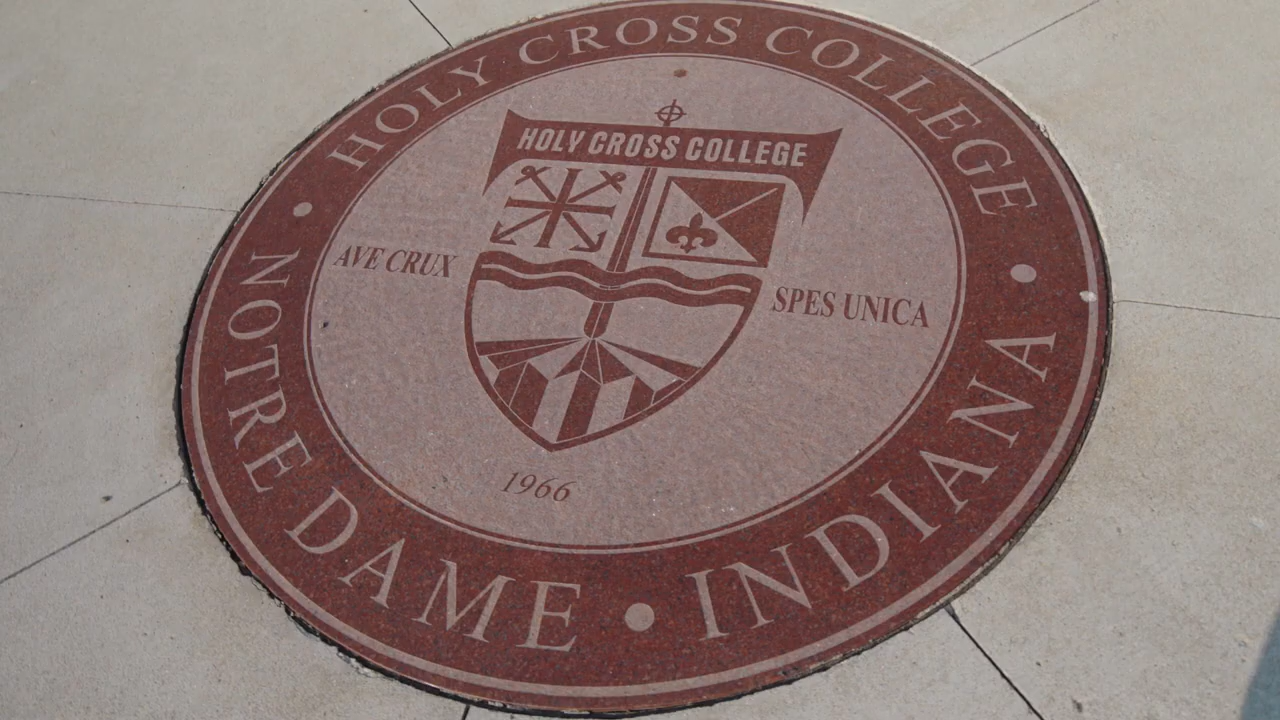 HOLY CROSS COLLEGE
HOLY CROSS COLLEGE
AVE CRUX
SPES UNICA
1966
NOTRE DAME • INDIANA